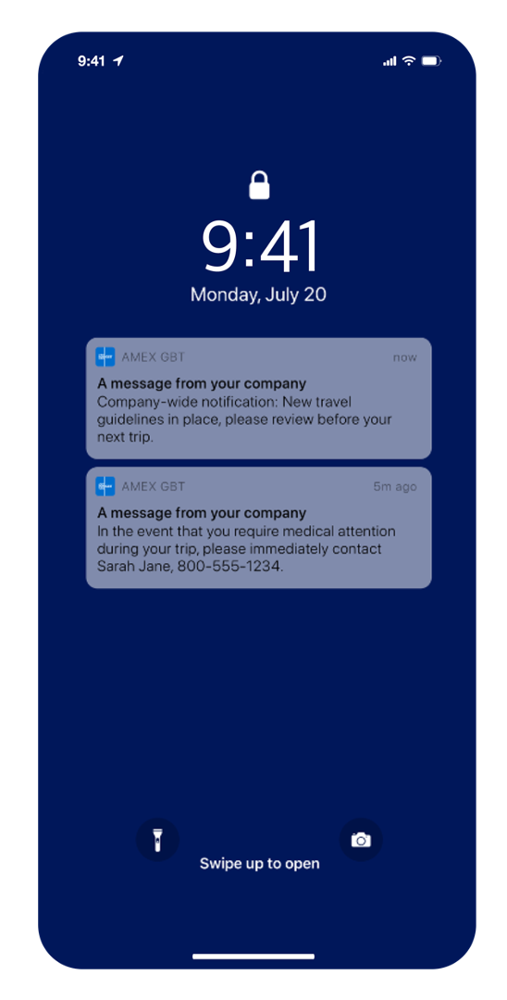 9:41
9:41
Monday, July 20
AMEX GBT now
A message from your company
Company-wide notification: New travel
guidelines in place, please review before your
next trip.
AMEX GBT 5m ago
A message from your company
In the event that you require medical attention
during your trip, please immediately contact
Sarah Jane, 800-555-1234.
Swipe up to open